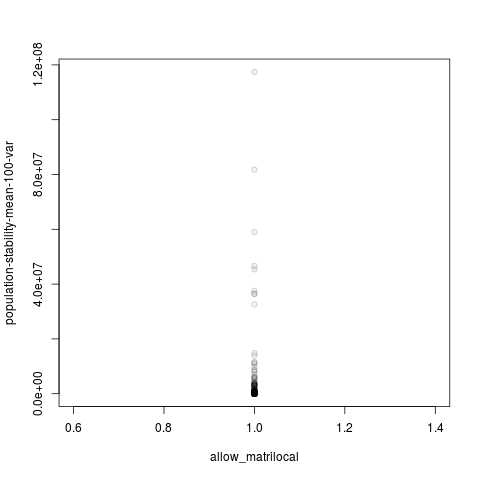 population-stability-mean-100-var
0.0e+00
4.0e+07
8.0e+07
1.2e+08
0.6
0.8
1.0
1.2
1.4
allow_matrilocal